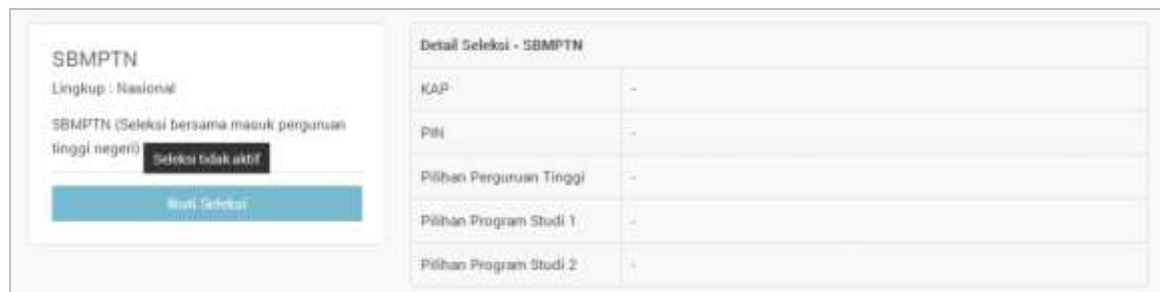 SBMPTN
Lingkup : Nasional
SBMPTN (Seleksi bersama masuk perguruan
tinggi negeri)
Seleksi tidak aktif
Ikuti Seleksi
Detail Seleksi - SBMPTN
KAP -
PIN -
Pilihan Perguruan Tinggi -
Pilihan Program Studi 1 -
Pilihan Program Studi 2 -